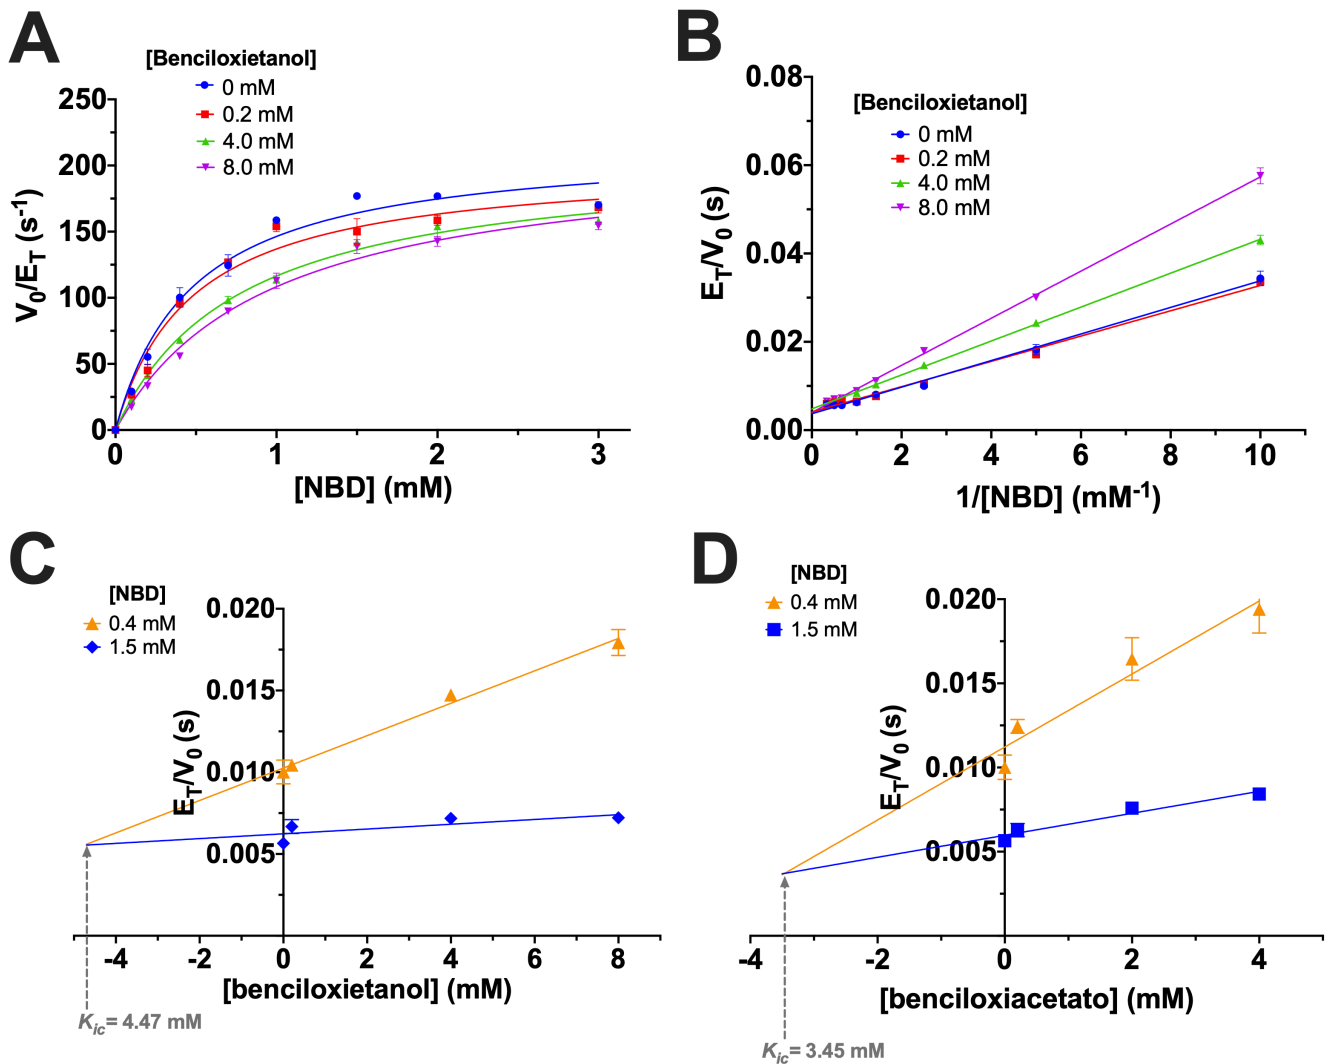 A
[Benciloxietanol]
0 mM
0.2 mM
4.0 mM
8.0 mM
250
200
150
100
50
0
V0/ET (s-1)
0 1 2 3
[NBD] (mM)
B
[Benciloxietanol]
0 mM
0.2 mM
4.0 mM
8.0 mM
0.08
0.06
0.04
0.02
0.00
ET/V0 (s)
0 2 4 6 8 10
1/[NBD] (mM-1)
C
[NBD]
0.4 mM
1.5 mM
0.020
0.015
0.010
0.005
ET/V0 (s)
-4 -2 0 2 4 6 8
[benciloxietanol] (mM)
Kic= 4.47 mM
D
[NBD]
0.4 mM
1.5 mM
0.020
0.015
0.010
0.005
ET/V0 (s)
-4 -2 0 2 4
[benciloxiacetato] (mM)
Kic= 3.45 mM